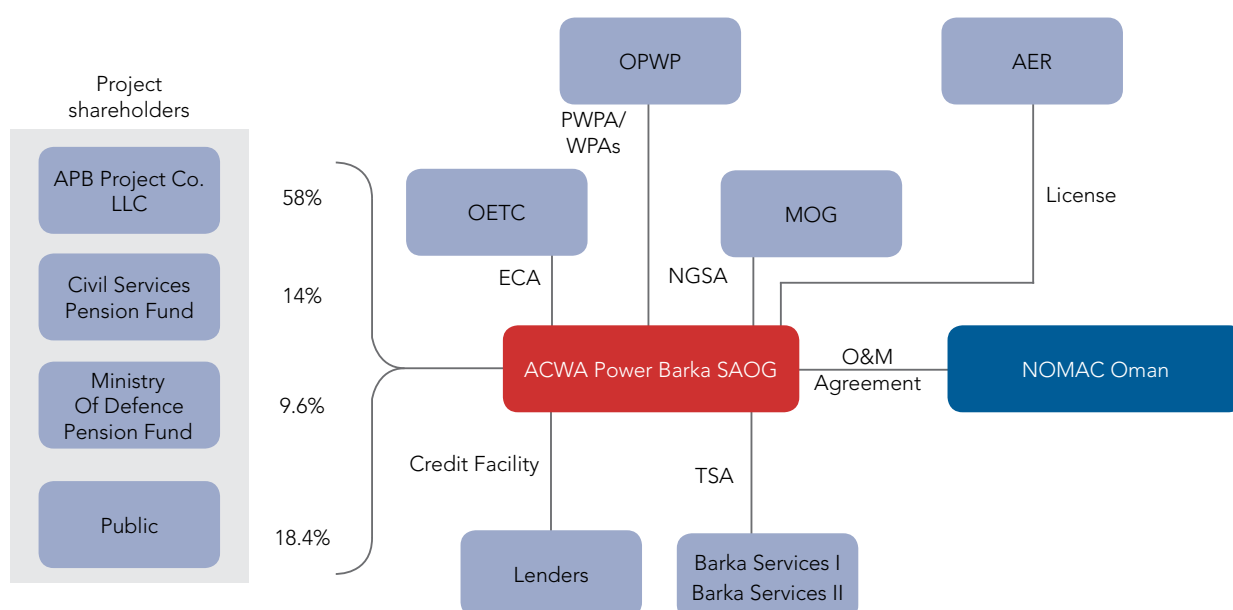 Project
shareholders
APB Project Co.
LLC
58%
Civil Services
Pension Fund
14%
Ministry
Of Defence
Pension Fund
9.6%
Public
18.4%
OPWP
PWPA/
WPAs
AER
License
OETC
ECA
MOG
NGSA
ACWA Power Barka SAOG
O&M
Agreement
NOMAC Oman
Credit Facility
Lenders
TSA
Barka Services I
Barka Services II